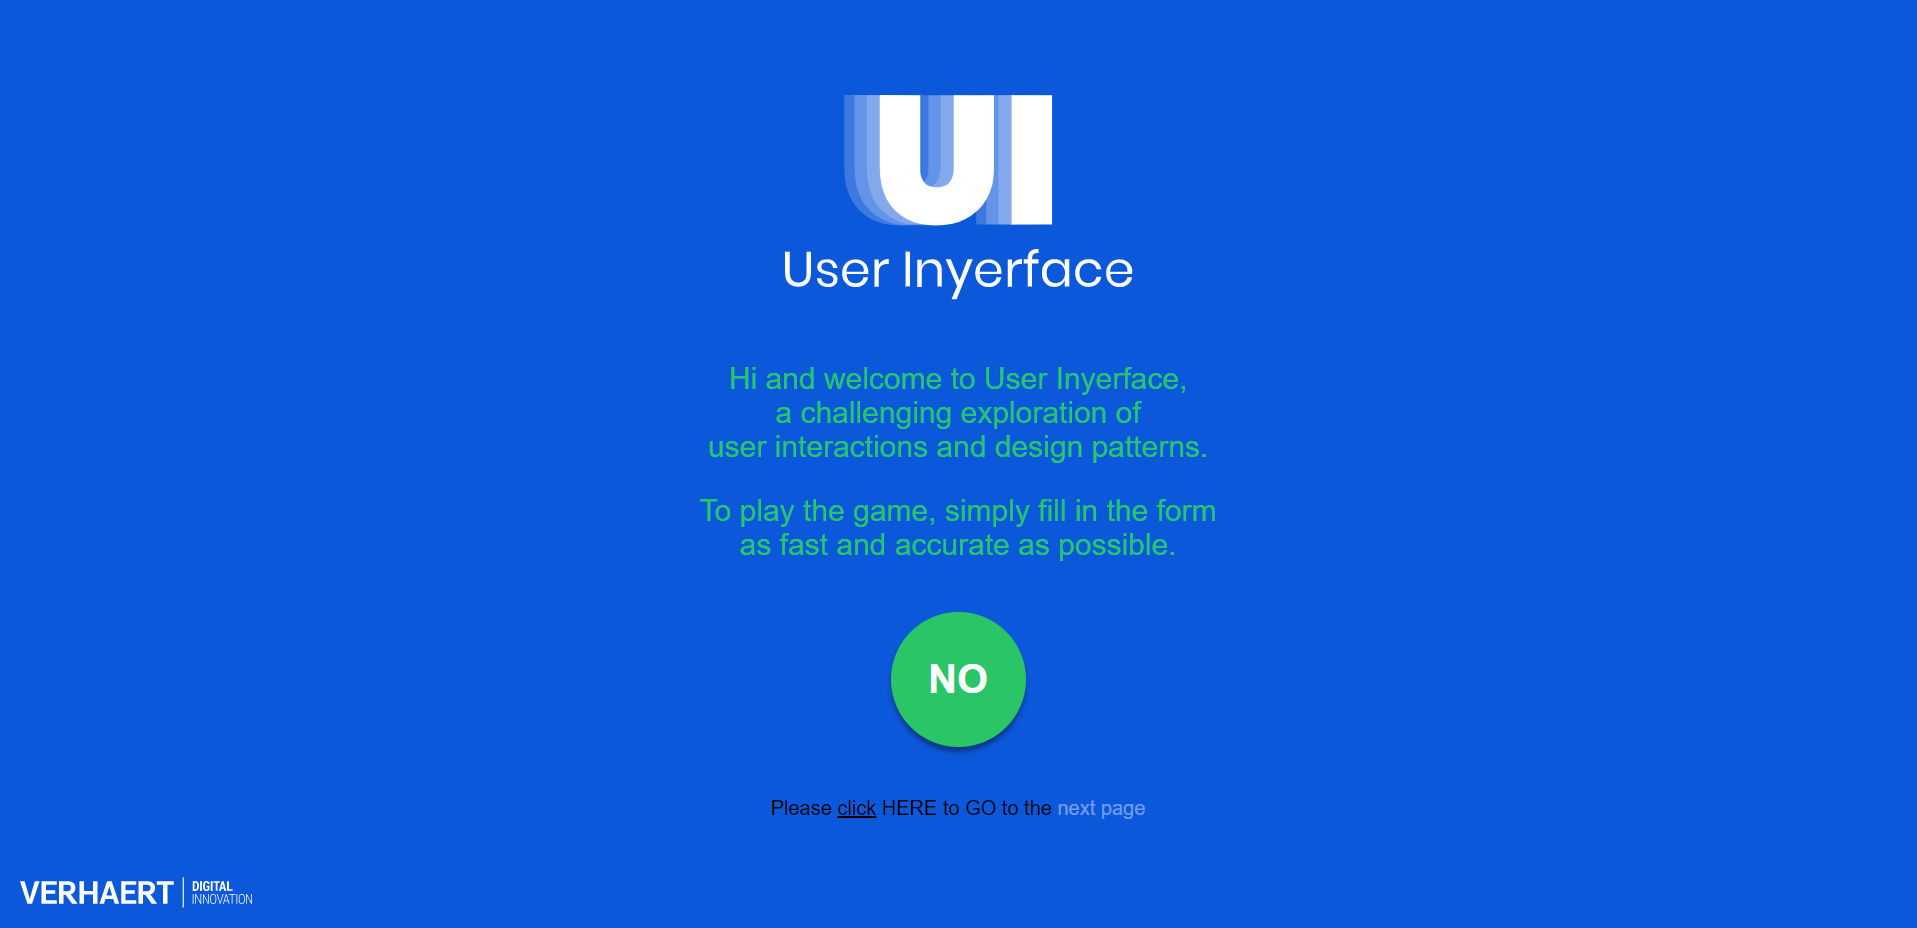 UI
User Inyerface
Hi and welcome to User Inyerface,
a challenging exploration of
user interactions and design patterns.
To play the game, simply fill in the form
as fast and accurate as possible.
NO
Please click HERE to GO to the next page
VERHAERT DIGITAL
INNOVATION